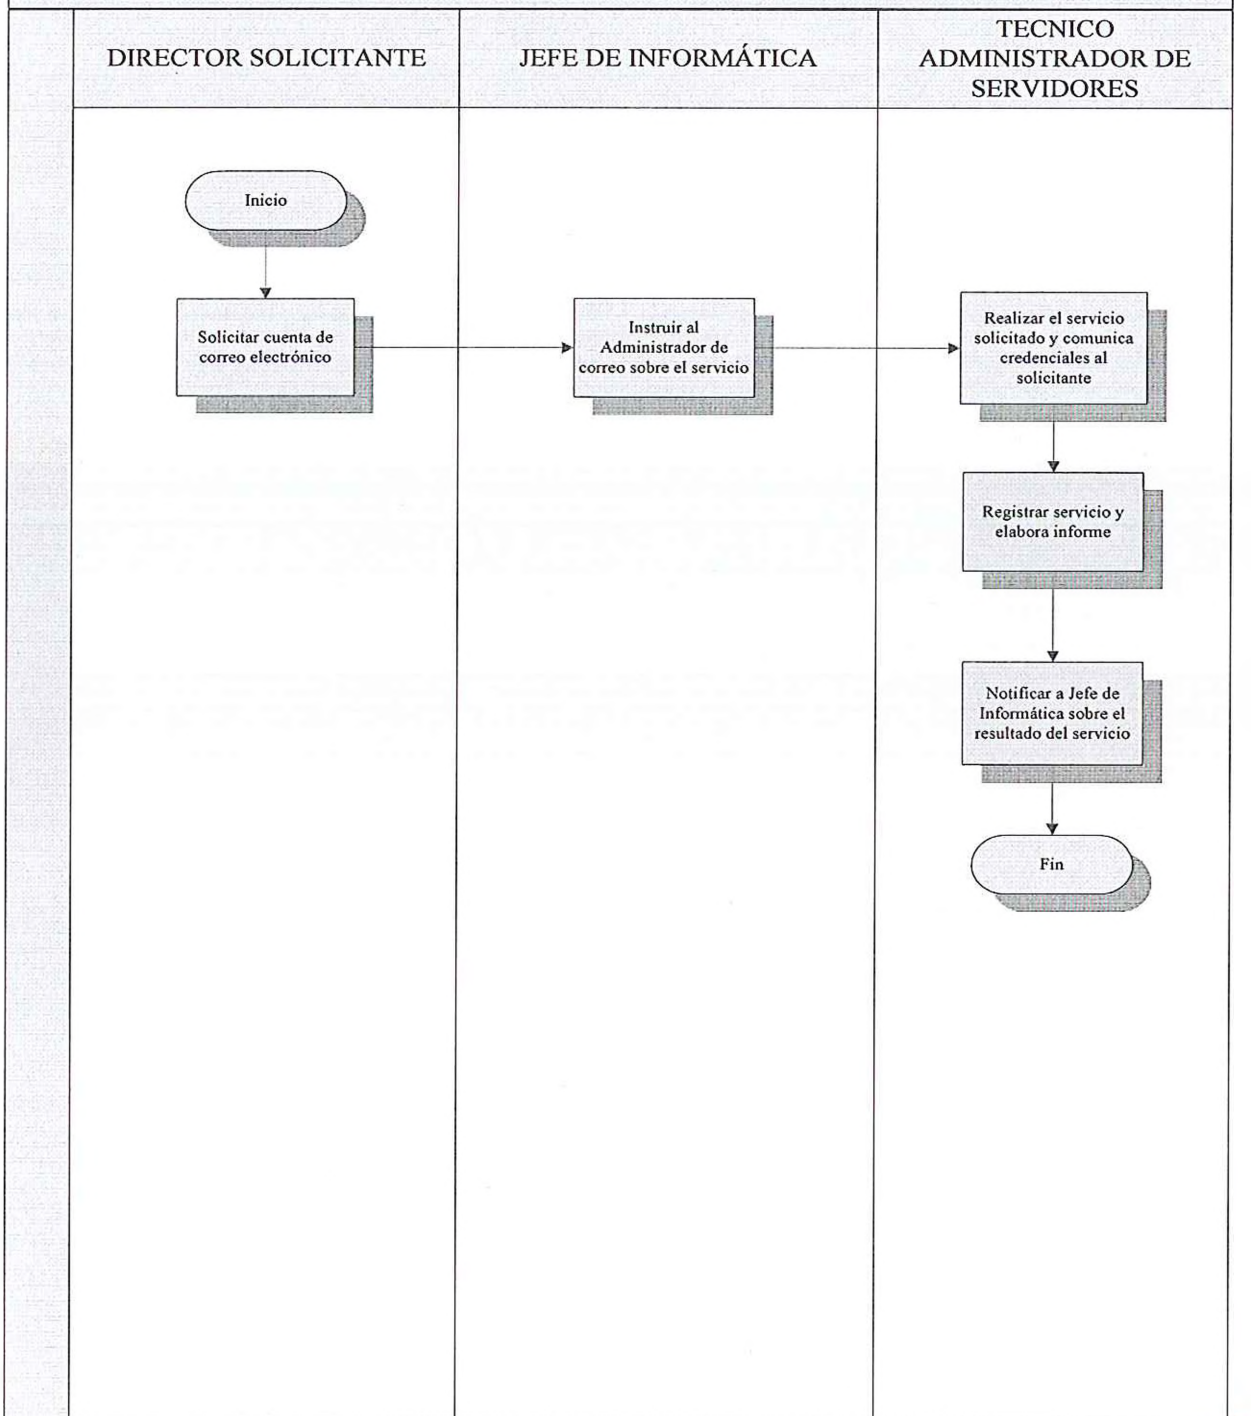 DIRECTOR SOLICITANTE
JEFE DE INFORMÁTICA
TECNICO
ADMINISTRADOR DE
SERVIDORES
Inicio
Solicitar cuenta de
correo electrónico
Instruir al
Administrador de
correo sobre el servicio
Realizar el servicio
solicitado y comunica
credenciales al
solicitante
Registrar servicio y
elabora informe
Notificar a Jefe de
Informática sobre el
resultado del servicio
Fin